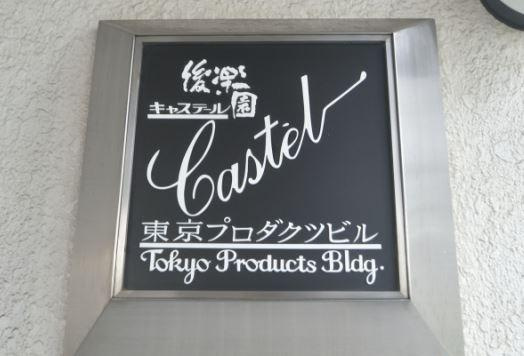 後楽園
キャステール
Castel
東京プロダクツビル
Tokyo Products Bldg.